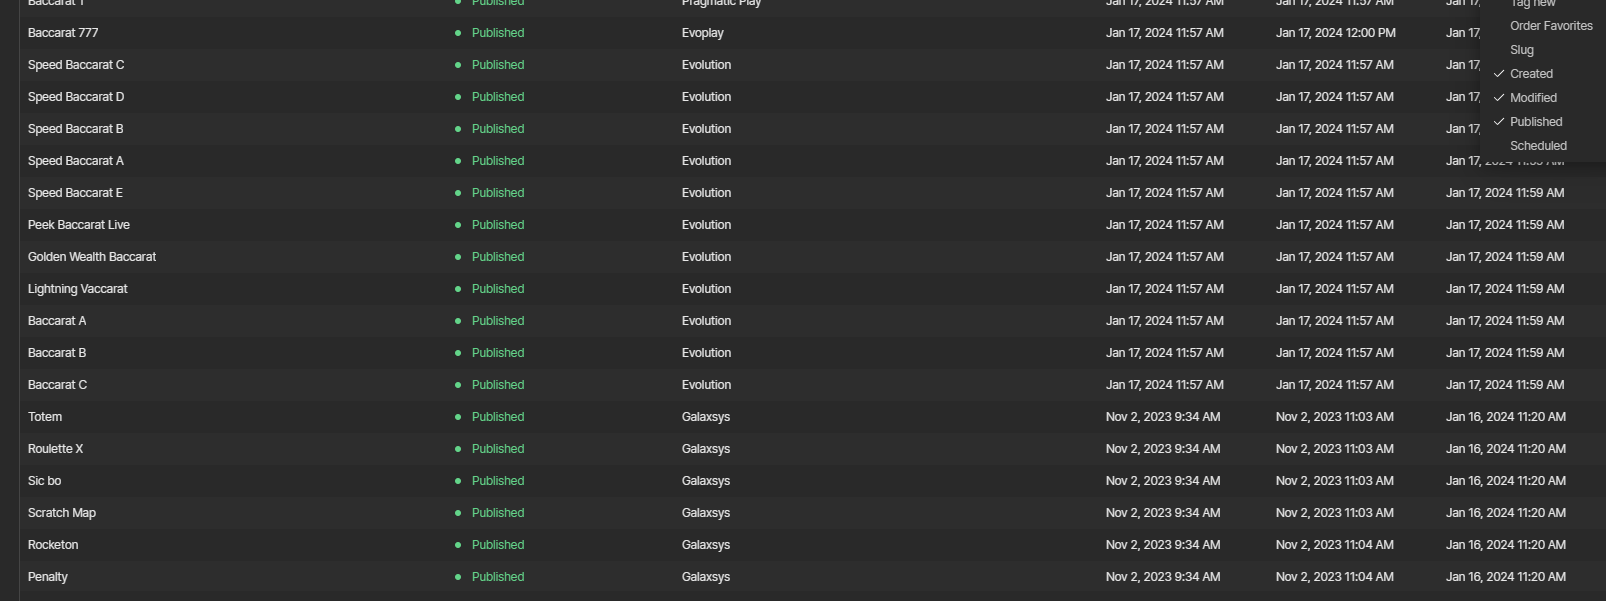 Baccarat 1 Published Pragmatic Play Jan 17, 2024 11:57 AM Jan 17, 2024 11:57 AM Jan 17, Tag new
Baccarat 777 Published Evoplay Jan 17, 2024 11:57 AM Jan 17, 2024 12:00 PM Jan 17, Order Favorites
Slug
Speed Baccarat C Published Evolution Jan 17, 2024 11:57 AM Jan 17, 2024 11:57 AM Jan 17, Created
Speed Baccarat D Published Evolution Jan 17, 2024 11:57 AM Jan 17, 2024 11:57 AM Jan 17, Modified
Speed Baccarat B Published Evolution Jan 17, 2024 11:57 AM Jan 17, 2024 11:57 AM Jan 17, Published
Scheduled
Speed Baccarat A Published Evolution Jan 17, 2024 11:57 AM Jan 17, 2024 11:57 AM Jan 17, 2024 11:59 AM
Speed Baccarat E Published Evolution Jan 17, 2024 11:57 AM Jan 17, 2024 11:57 AM Jan 17, 2024 11:59 AM
Peek Baccarat Live Published Evolution Jan 17, 2024 11:57 AM Jan 17, 2024 11:57 AM Jan 17, 2024 11:59 AM
Golden Wealth Baccarat Published Evolution Jan 17, 2024 11:57 AM Jan 17, 2024 11:57 AM Jan 17, 2024 11:59 AM
Lightning Vaccarat Published Evolution Jan 17, 2024 11:57 AM Jan 17, 2024 11:57 AM Jan 17, 2024 11:59 AM
Baccarat A Published Evolution Jan 17, 2024 11:57 AM Jan 17, 2024 11:57 AM Jan 17, 2024 11:59 AM
Baccarat B Published Evolution Jan 17, 2024 11:57 AM Jan 17, 2024 11:57 AM Jan 17, 2024 11:59 AM
Baccarat C Published Evolution Jan 17, 2024 11:57 AM Jan 17, 2024 11:57 AM Jan 17, 2024 11:59 AM
Totem Published Galaxsys Nov 2, 2023 9:34 AM Nov 2, 2023 11:03 AM Jan 16, 2024 11:20 AM
Roulette X Published Galaxsys Nov 2, 2023 9:34 AM Nov 2, 2023 11:03 AM Jan 16, 2024 11:20 AM
Sic bo Published Galaxsys Nov 2, 2023 9:34 AM Nov 2, 2023 11:03 AM Jan 16, 2024 11:20 AM
Scratch Map Published Galaxsys Nov 2, 2023 9:34 AM Nov 2, 2023 11:03 AM Jan 16, 2024 11:20 AM
Rocketon Published Galaxsys Nov 2, 2023 9:34 AM Nov 2, 2023 11:04 AM Jan 16, 2024 11:20 AM
Penalty Published Galaxsys Nov 2, 2023 9:34 AM Nov 2, 2023 11:04 AM Jan 16, 2024 11:20 AM